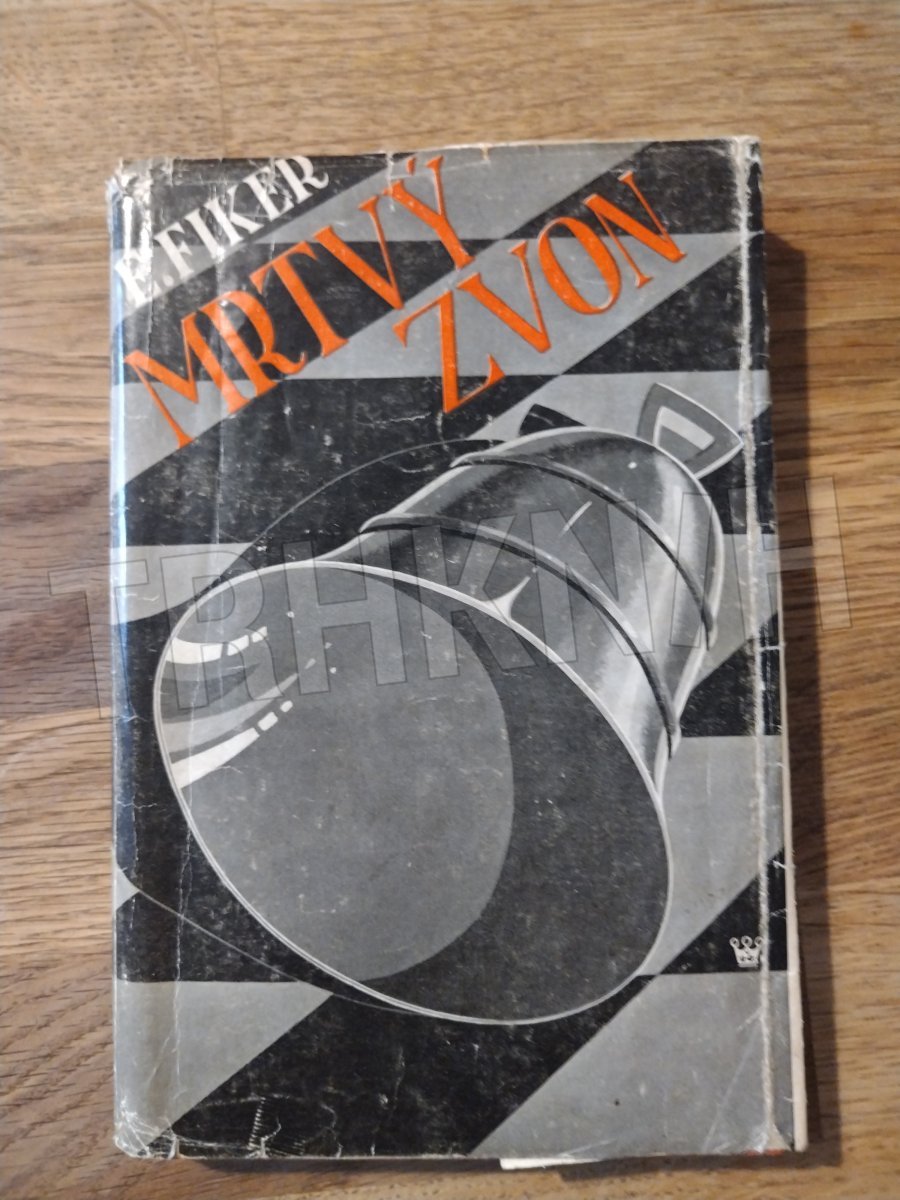 E. FIKER
MRTVÝ
ZVON
TRHKNIH